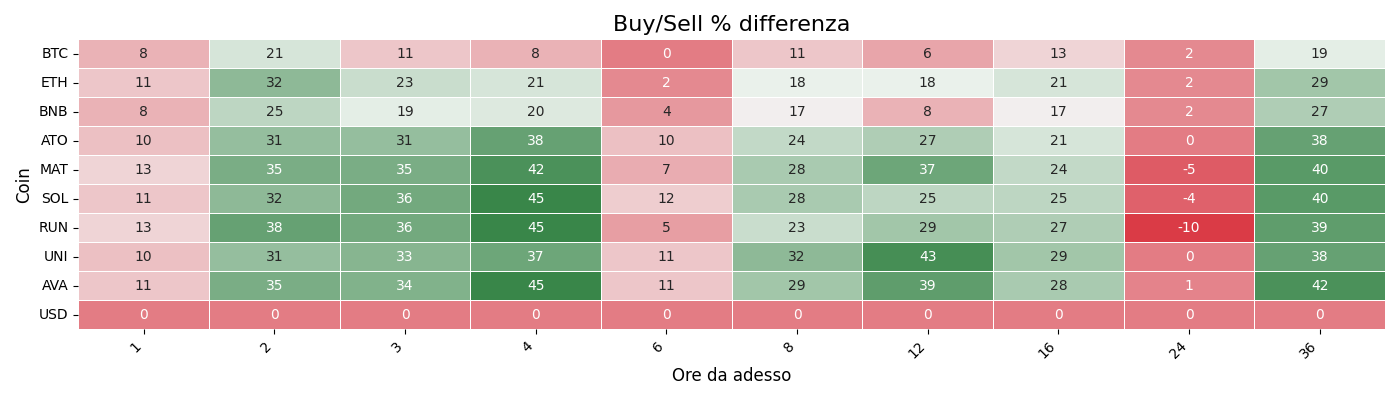 Buy/Sell % differenza
Coin
BTC 8 21 11 8 0 11 6 13 2 19
ETH 11 32 23 21 2 18 18 21 2 29
BNB 8 25 19 20 4 17 8 17 2 27
ATO 10 31 31 38 10 24 27 21 0 38
MAT 13 35 35 42 7 28 37 24 -5 40
SOL 11 32 36 45 12 28 25 25 -4 40
RUN 13 38 36 45 5 23 29 27 -10 39
UNI 10 31 33 37 11 32 43 29 0 38
AVA 11 35 34 45 11 29 39 28 1 42
USD 0 0 0 0 0 0 0 0 0 0
1 2 3 4 6 8 12 16 24 36
Ore da adesso